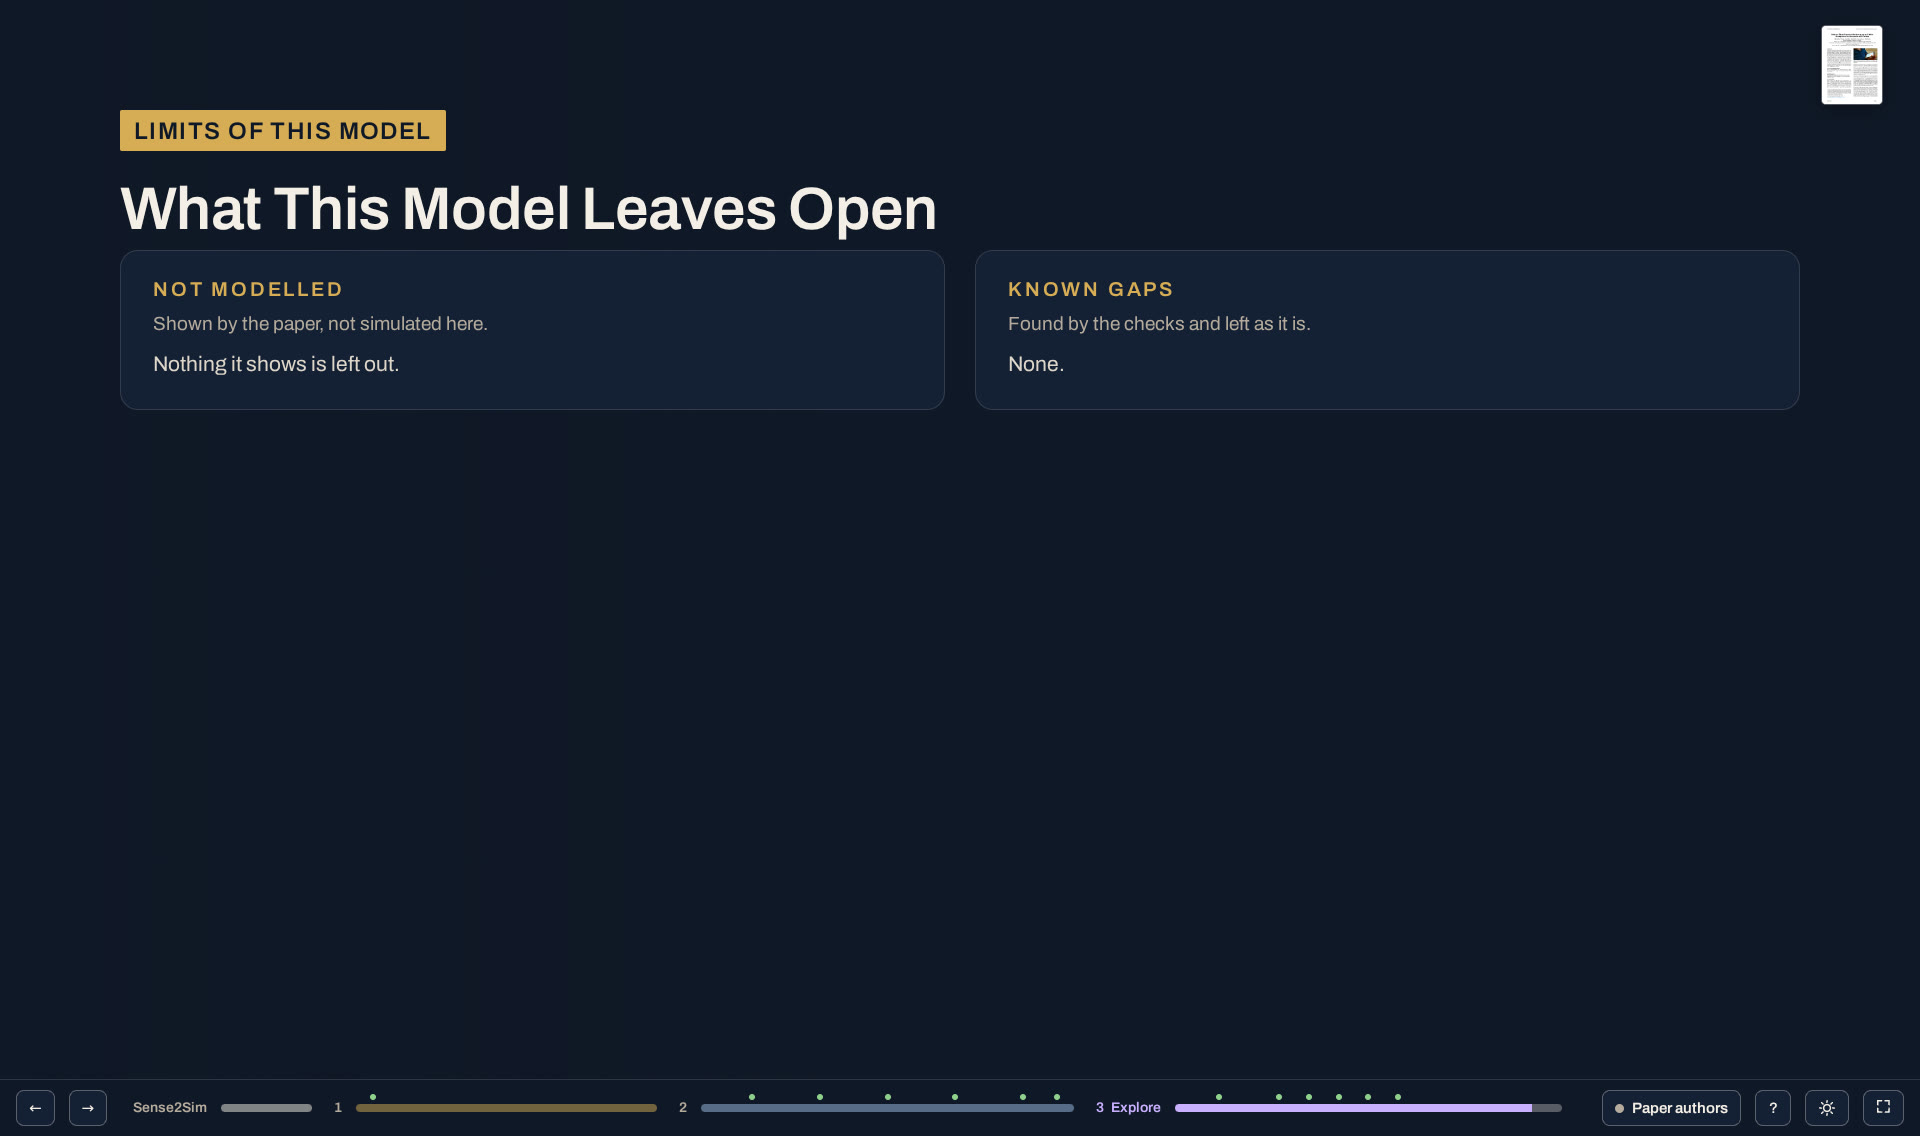 LIMITS OF THIS MODEL
What This Model Leaves Open
NOT MODELLED
Shown by the paper, not simulated here.
Nothing it shows is left out.
KNOWN GAPS
Found by the checks and left as it is.
None.
← → Sense2Sim 1 2 3 Explore Paper authors ?